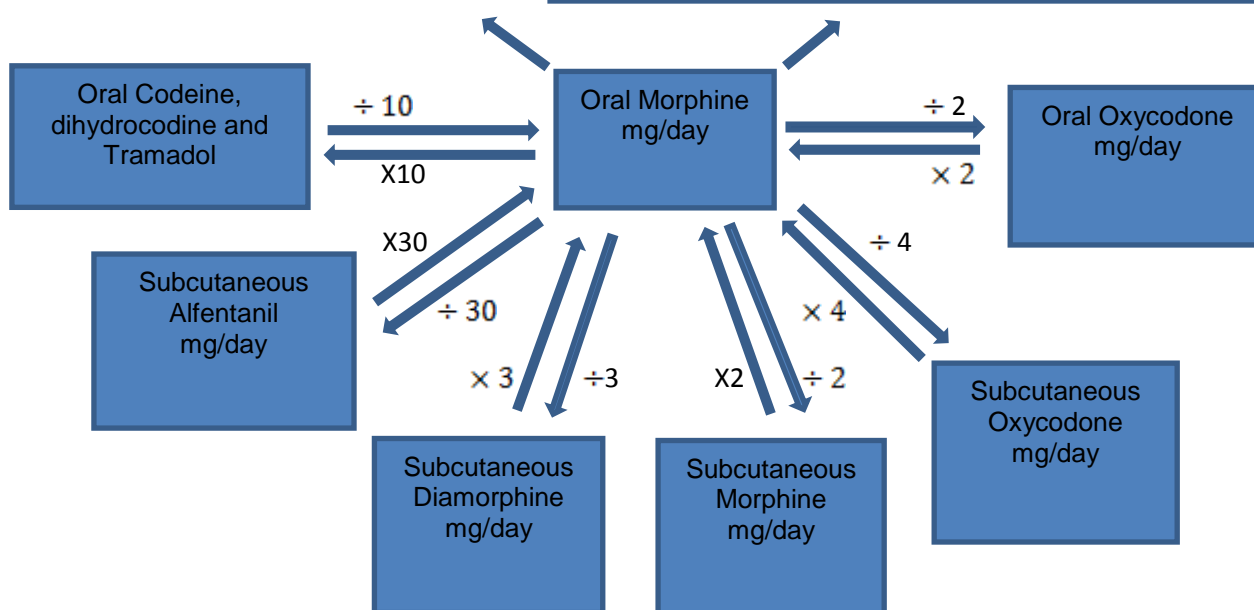 Oral Codeine,
dihydrocodine and
Tramadol
÷ 10
X10
Oral Morphine
mg/day
÷ 2
× 2
Oral Oxycodone
mg/day
X30
÷ 30
Subcutaneous
Alfentanil
mg/day
÷ 4
× 4
Subcutaneous
Oxycodone
mg/day
× 3
÷3
Subcutaneous
Diamorphine
mg/day
X2
÷ 2
Subcutaneous
Morphine
mg/day